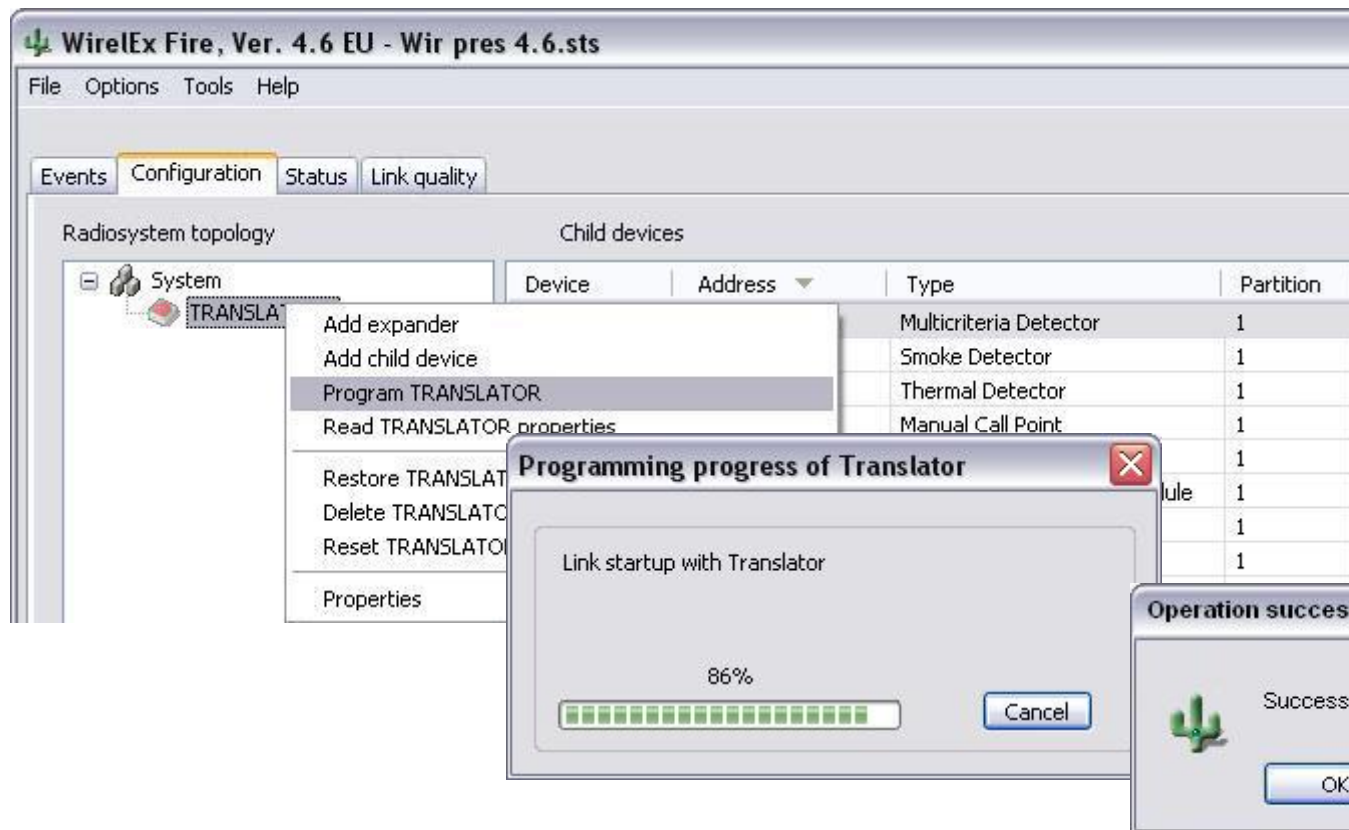 WirelEx Fire, Ver. 4.6 EU - Wir pres 4.6.sts
File Options Tools Help
Events Configuration Status Link quality
Radiosystem topology Child devices
System
TRANSLA
Device Address Type Partition
Multicriteria Detector 1
Smoke Detector 1
Thermal Detector 1
Manual Call Point 1
1
lule 1
1
1
Add expander
Add child device
Program TRANSLATOR
Read TRANSLATOR properties
Restore TRANSLAT
Delete TRANSLATO
Reset TRANSLATO
Properties
Programming progress of Translator
Link startup with Translator
86%
Cancel
Operation succes
Success
OK